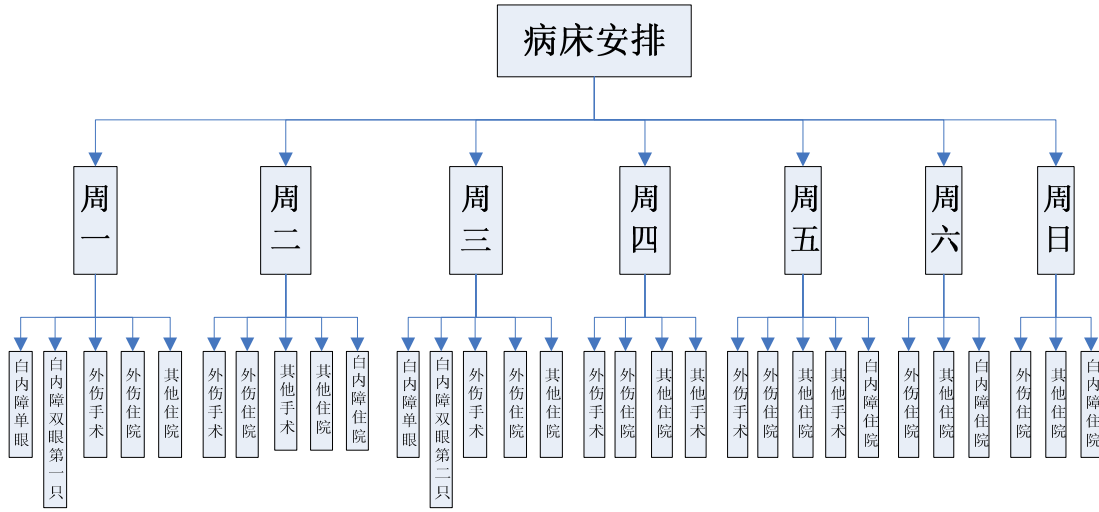 病床安排
周一
周二
周三
周四
周五
周六
周日
白内障单眼
白内障双眼第一只
外伤手术
外伤住院
其他住院
外伤手术
外伤住院
其他手术
其他住院
白内障住院
白内障单眼
白内障双眼第二只
外伤手术
外伤住院
其他住院
外伤手术
外伤住院
其他住院
其他手术
外伤手术
外伤住院
其他住院
其他手术
白内障住院
外伤住院
其他住院
白内障住院
外伤住院
其他住院
白内障住院